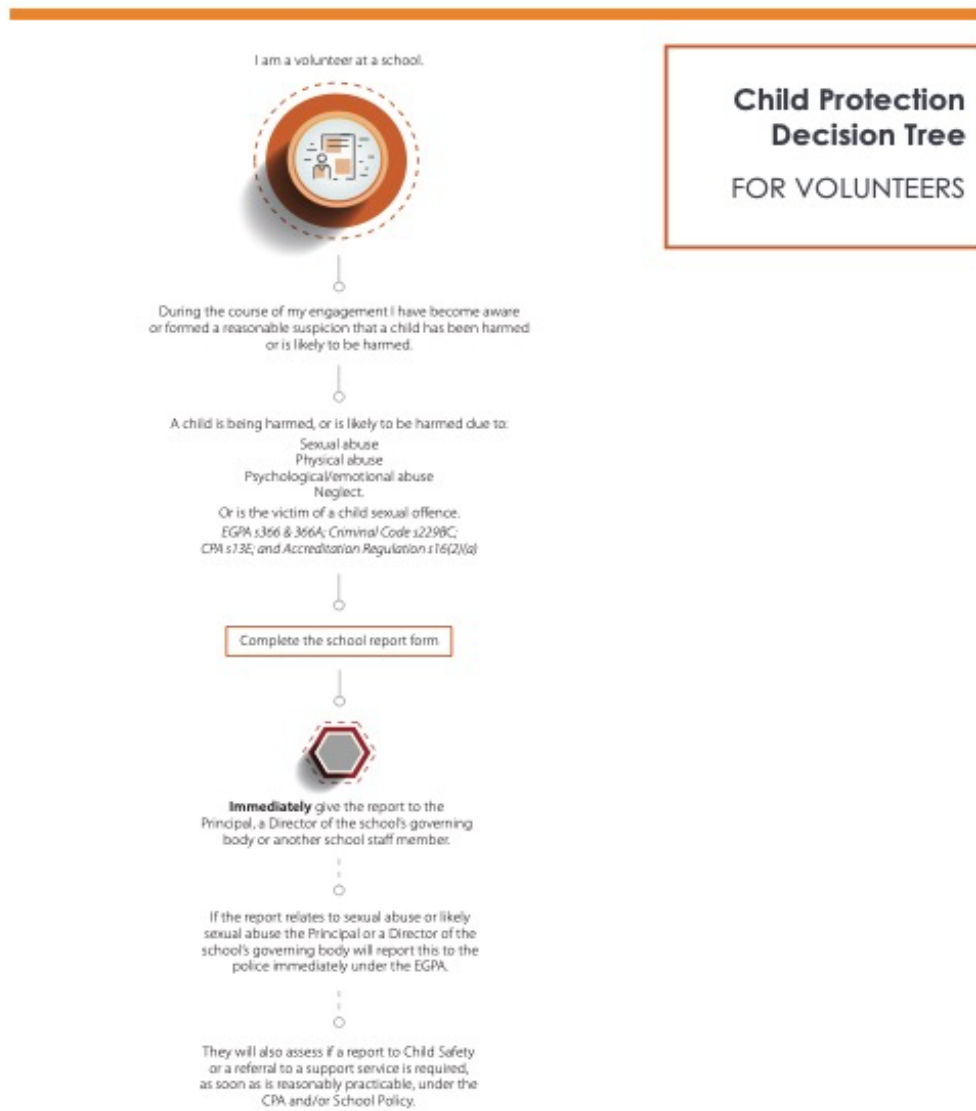 I am a volunteer at a school.
Child Protection
Decision Tree
FOR VOLUNTEERS
During the course of my engagement I have become aware
or formed a reasonable suspicion that a child has been harmed
or is likely to be harmed.
A child is being harmed, or is likely to be harmed due to:
Sexual abuse
Physical abuse
Psychological/emotional abuse
Neglect.
Or is the victim of a child sexual offence.
EGPA s366 & 366A; Criminal Code s229BC;
CPA s13E; and Accreditation Regulation s16(2)(a)
Complete the school report form
Immediately give the report to the
Principal, a Director of the school's governing
body or another school staff member.
If the report relates to sexual abuse or likely
sexual abuse the Principal or a Director of the
school's governing body will report this to the
police immediately under the EGPA.
They will also assess if a report to Child Safety
or a referral to a support service is required,
as soon as is reasonably practicable, under the
CPA and/or School Policy.